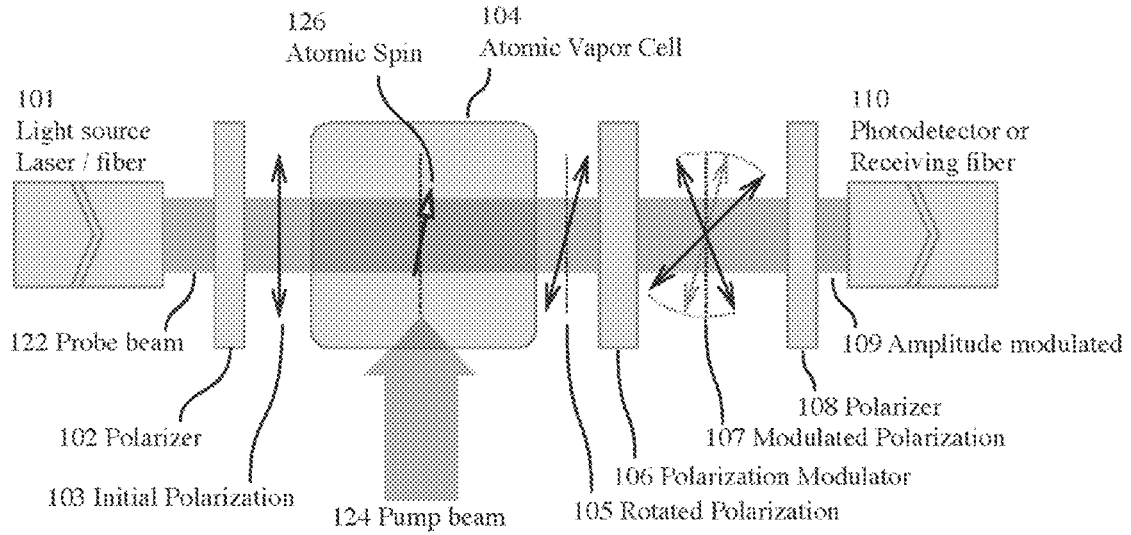 126
Atomic Spin
104
Atomic Vapor Cell
101
Light source
Laser / fiber
110
Photodetector or
Receiving fiber
122 Probe beam
109 Amplitude modulated
102 Polarizer
108 Polarizer
107 Modulated Polarization
103 Initial Polarization
106 Polarization Modulator
124 Pump beam
105 Rotated Polarization